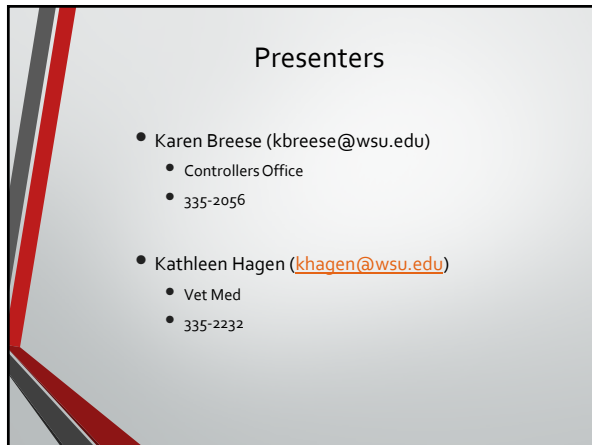 Presenters
• Karen Breese (kbreese@wsu.edu)
• Controllers Office
• 335-2056
• Kathleen Hagen (khagen@wsu.edu)
• Vet Med
• 335-2232